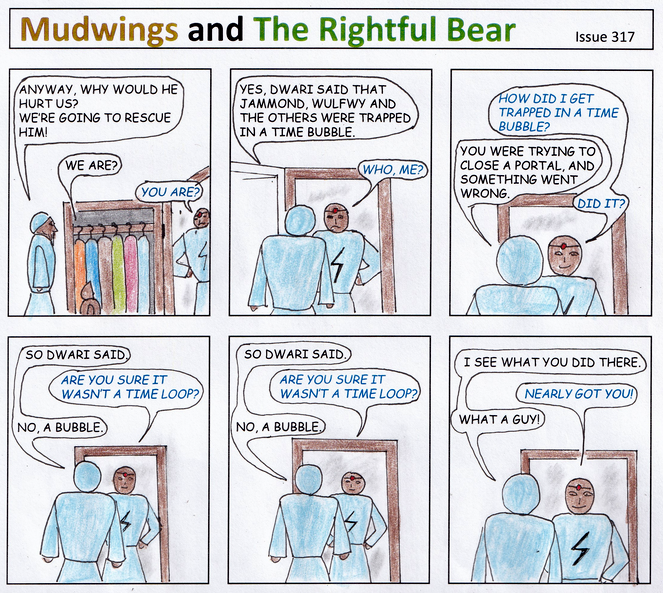 Mudwings and The Rightful Bear
Issue 317
ANYWAY, WHY WOULD HE
HURT US?
WE'RE GOING TO RESCUE
HIM!
WE ARE?
YOU ARE?
YES, DWARI SAID THAT
JAMMOND, WULFWY AND
THE OTHERS WERE TRAPPED
IN A TIME BUBBLE.
WHO, ME?
HOW DID I GET
TRAPPED IN A TIME
BUBBLE?
YOU WERE TRYING TO
CLOSE A PORTAL, AND
SOMETHING WENT
WRONG.
DID IT?
SO DWARI SAID.
ARE YOU SURE IT
WASN'T A TIME LOOP?
NO, A BUBBLE.
SO DWARI SAID.
ARE YOU SURE IT
WASN'T A TIME LOOP?
NO, A BUBBLE.
I SEE WHAT YOU DID THERE.
NEARLY GOT YOU!
WHAT A GUY!